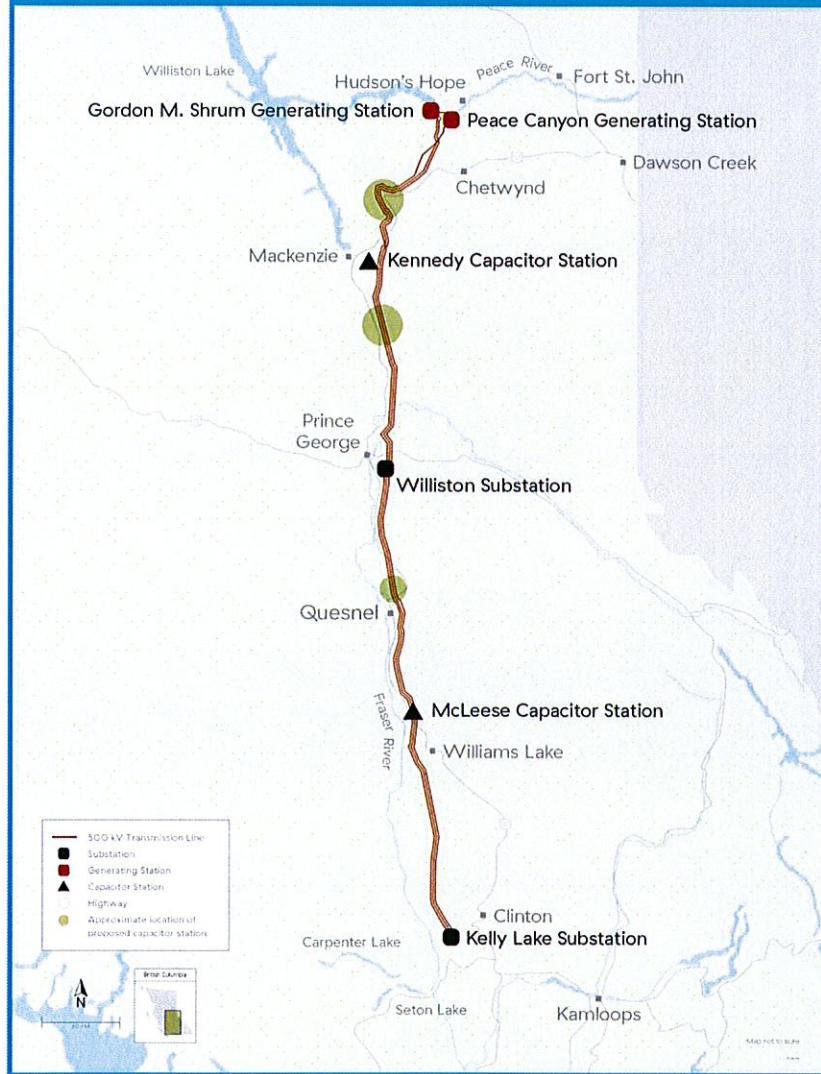 Williston Lake
Hudson's Hope
Peace River
Fort St. John
Gordon M. Shrum Generating Station
Peace Canyon Generating Station
Dawson Creek
Chetwynd
Mackenzie
Kennedy Capacitor Station
Prince
George
Williston Substation
Quesnel
Fraser River
McLeese Capacitor Station
Williams Lake
500 kV Transmission Line
Substation
Generating Station
Capacitor Station
Highway
Approximate location of
proposed capacitor station
Clinton
Kelly Lake Substation
Carpenter Lake
British Columbia
N
Seton Lake
Kamloops
Map not to scale